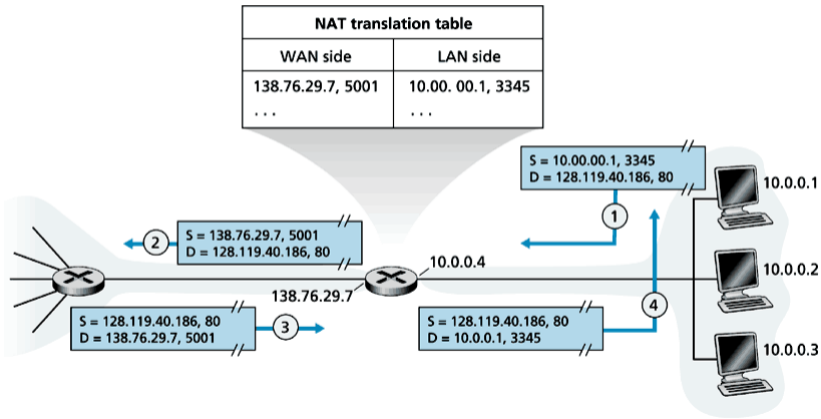 NAT translation table
WAN side
LAN side
138.76.29.7, 5001
10.00. 00.1, 3345
. . .
. . .
S = 10.00.00.1, 3345
D = 128.119.40.186, 80
10.0.0.1
1
S = 138.76.29.7, 5001
D = 128.119.40.186, 80
2
10.0.0.4
10.0.0.2
138.76.29.7
4
S = 128.119.40.186, 80
D = 138.76.29.7, 5001
3
S = 128.119.40.186, 80
D = 10.0.0.1, 3345
10.0.0.3